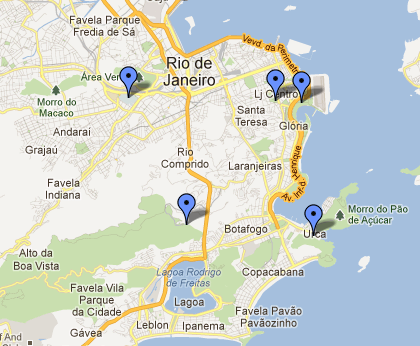 Favela Parque
Fredia de Sá
Vevd. da Perimetr
Rio de
Janeiro
Área Ve
Lj Centro
Morro do
Macaco
Santa
Teresa
Glória
Andaraí
Grajaú
Rio
Comprido
Laranjeiras
Av. Inf. D. Henrique
Favela
Indiana
Morro do Pão
de Açúcar
Botafogo
Urca
Alto da
Boa Vista
Lagoa Rodrigo
de Freitas
Copacabana
Favela Vila
Parque
da Cidade
Lagoa
Favela Pavão
Pavãozinho
Leblon
Ipanema
Gávea
Of And